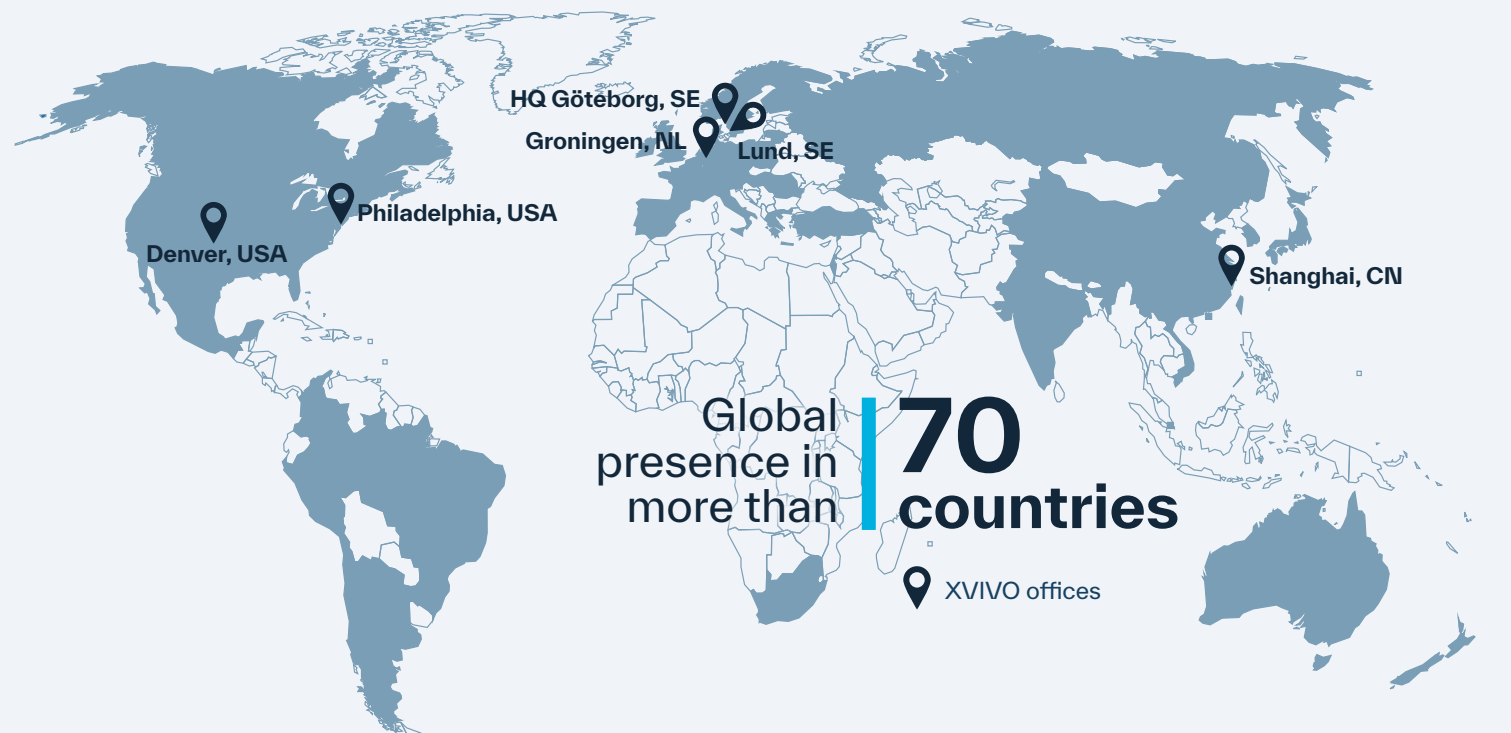 HQ Göteborg, SE
Groningen, NL
Lund, SE
Philadelphia, USA
Denver, USA
Shanghai, CN
Global
presence in
more than
70
countries
XVIVO offices